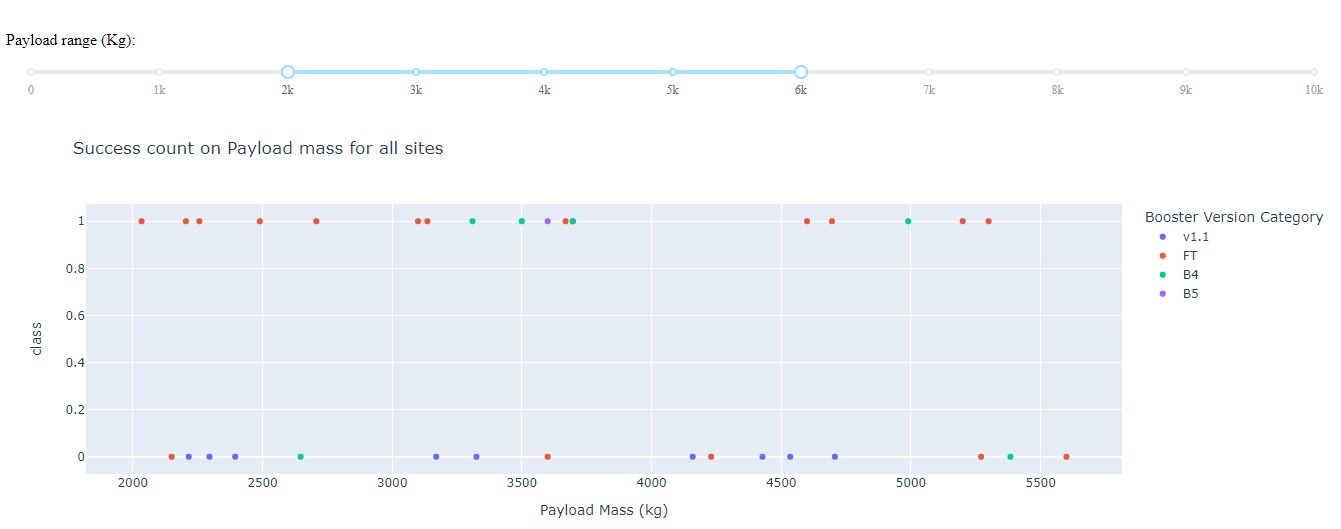 Payload range (Kg):
0 1k 2k 3k 4k 5k 6k 7k 8k 9k 10k
Success count on Payload mass for all sites
Booster Version Category
v1.1
FT
B4
B5
1
0.8
0.6
0.4
0.2
0
class
2000 2500 3000 3500 4000 4500 5000 5500
Payload Mass (kg)